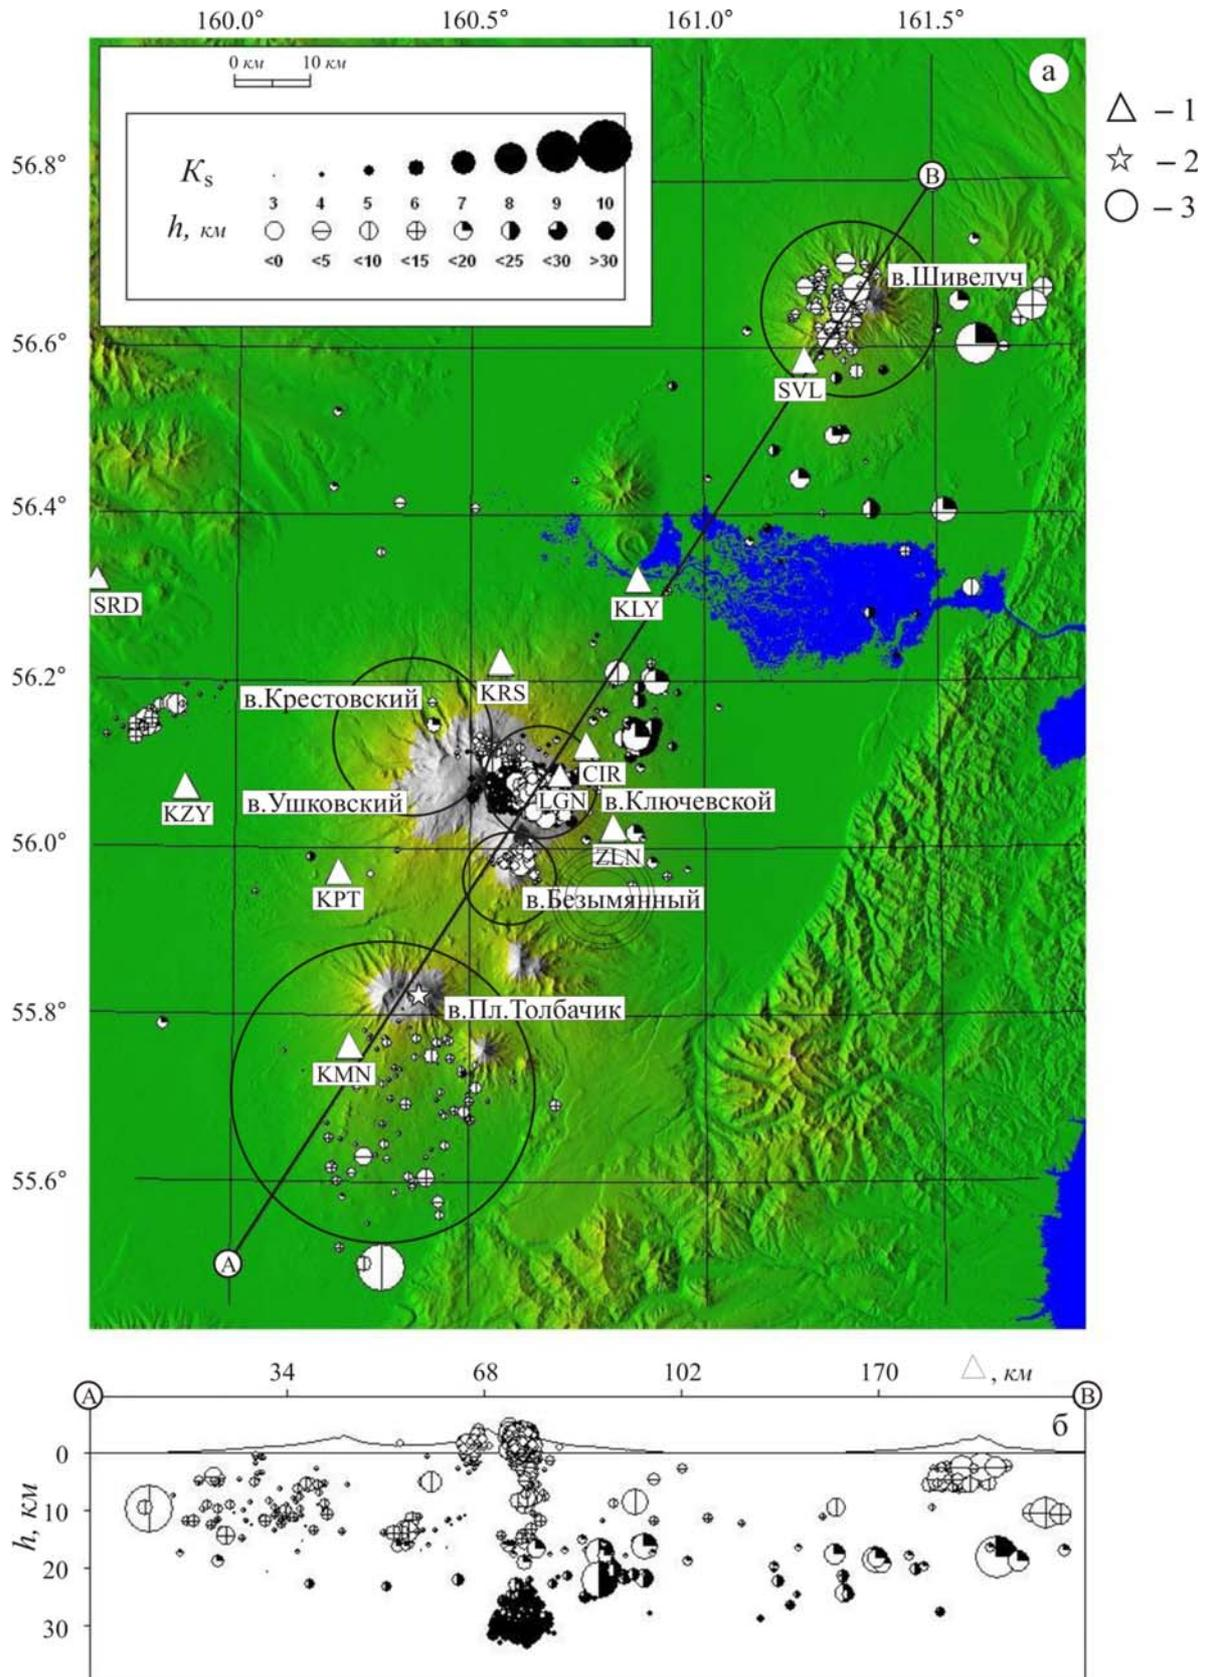 160.0° 160.5° 161.0° 161.5°
0 км 10 км
a
Ks
3 4 5 6 7 8 9 10
h, км
<0 <5 <10 <15 <20 <25 <30 >30
– 1
– 2
– 3
56.8°
B
в.Шивелуч
56.6°
SVL
56.4°
SRD
KLY
56.2°
KRS
в.Крестовский
CIR
KZY
в.Ушковский
LGN
в.Ключевской
56.0°
ZLN
KPT
в.Безымянный
55.8°
в.Пл.Толбачик
KMN
55.6°
A
34 68 102 170 , км
A B
б
0
10
20
30
h, км